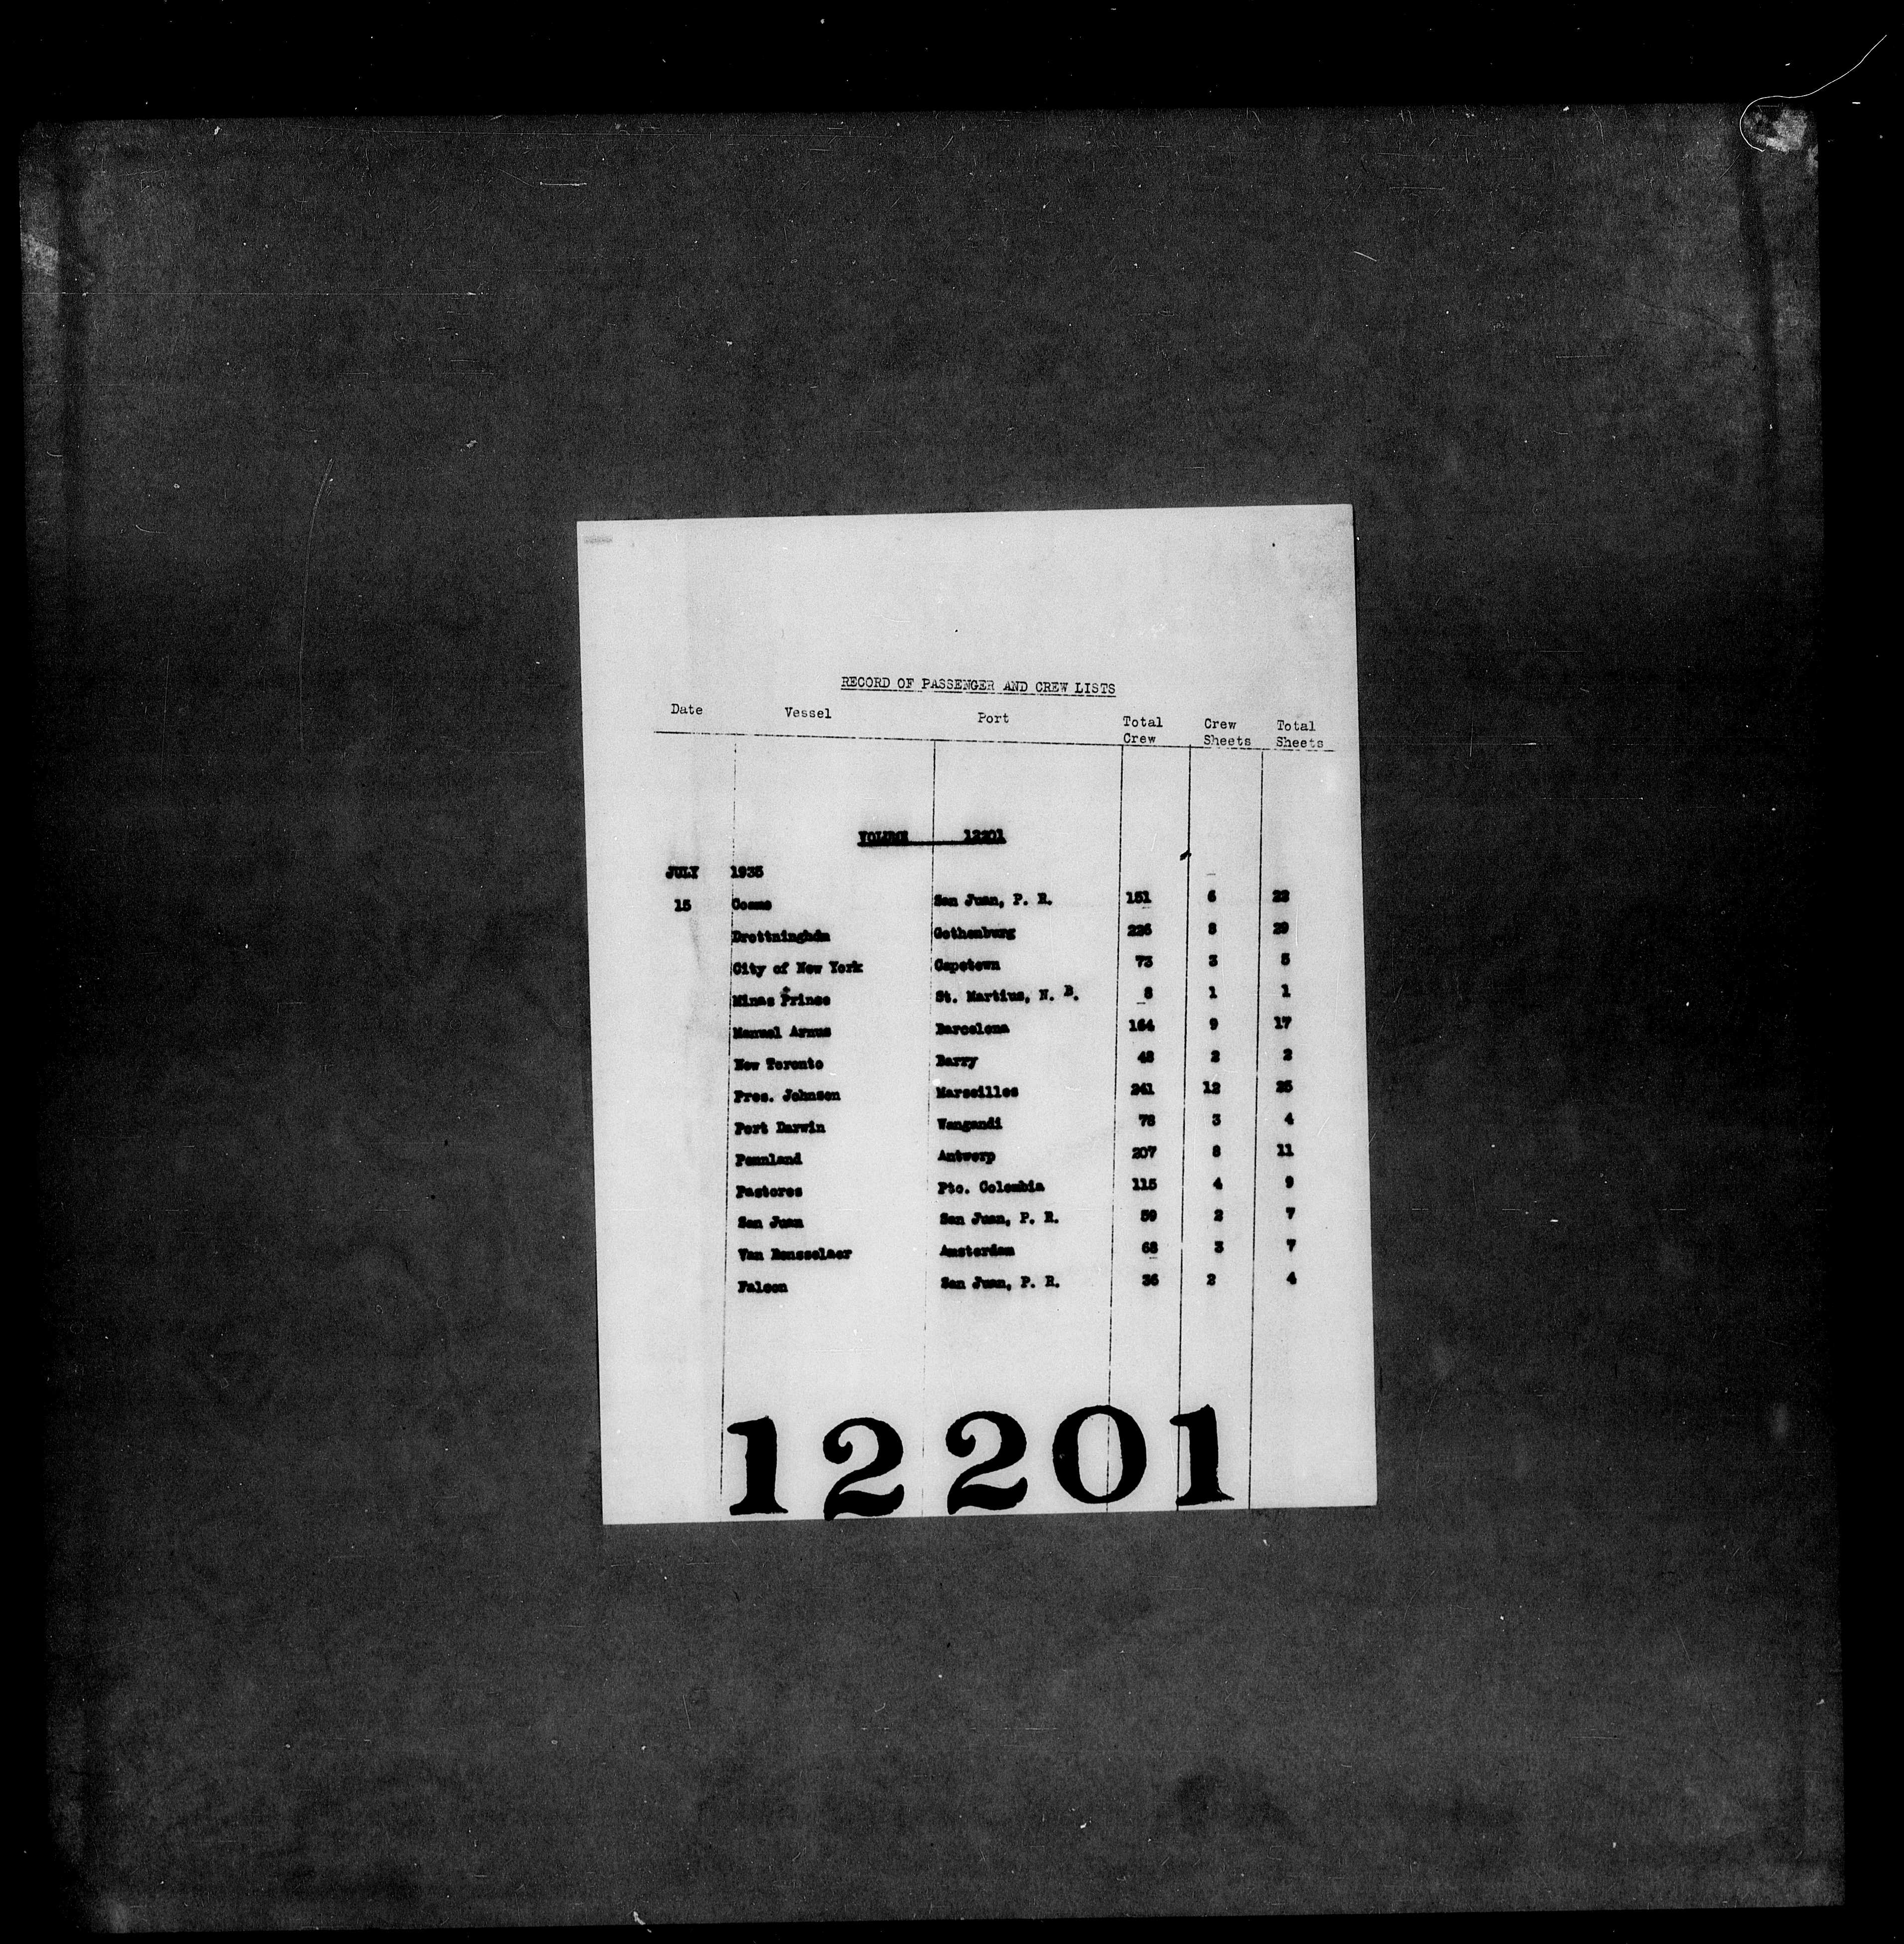 RECORD OF PASSENGER AND CREW LISTS
Date Vessel Port Total Crew Crew Sheets Total Sheets
VOLUME 12201
JULY 1935
15 Coamo San Juan, P. R. 151 6 22
Drottninghdm Gothenburg 226 8 29
City of New York Capetown 73 3 5
Minas Prince St. Martius, N. B. 8 1 1
Manuel Arnus Barcelona 164 9 17
New Toronto Barry 48 2 2
Pres. Johnson Marseilles 241 12 25
Port Darwin Wangandi 78 3 4
Pennland Antwerp 207 8 11
Pastores Pto. Colombia 115 4 9
San Juan San Juan, P. R. 59 2 7
Van Rensselaer Amsterdam 68 3 7
Falcon San Juan, P. R. 36 2 4
12201